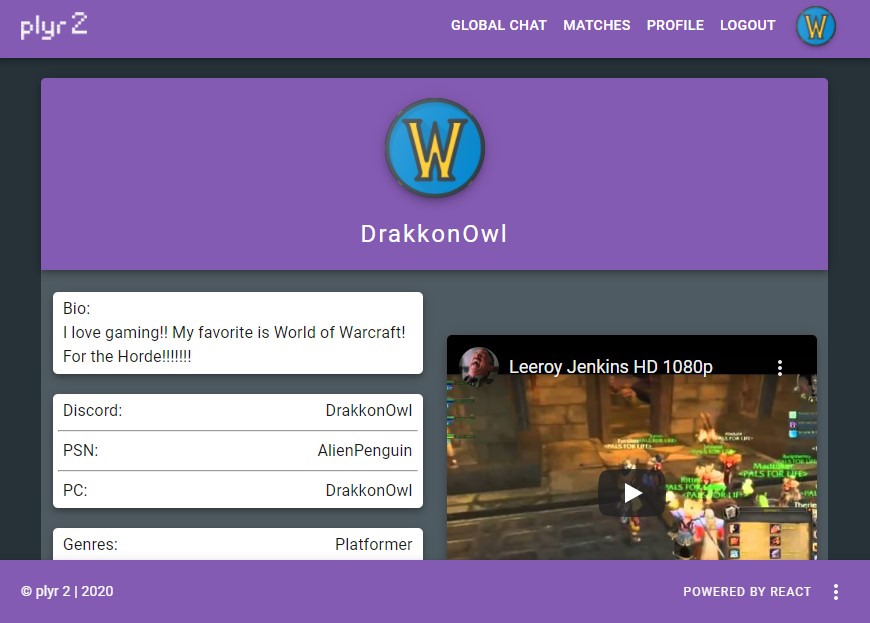 plyr 2
GLOBAL CHAT MATCHES PROFILE LOGOUT
W
W
DrakkonOwl
Bio:
I love gaming!! My favorite is World of Warcraft!
For the Horde!!!!!!!
Discord: DrakkonOwl
PSN: AlienPenguin
PC: DrakkonOwl
Genres: Platformer
Leeroy Jenkins HD 1080p
© plyr 2 | 2020
POWERED BY REACT